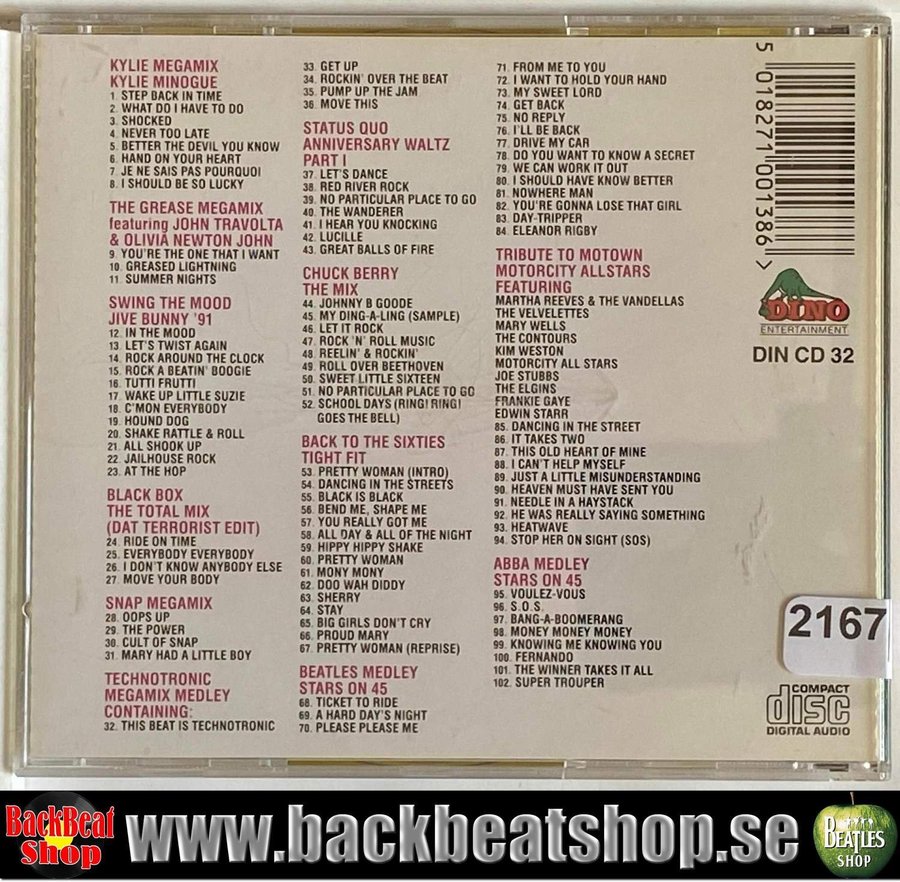 KYLIE MEGAMIX
KYLIE MINOGUE
1. STEP BACK IN TIME
2. WHAT DO I HAVE TO DO
3. SHOCKED
4. NEVER TOO LATE
5. BETTER THE DEVIL YOU KNOW
6. HAND ON YOUR HEART
7. JE NE SAIS PAS POURQUOI
8. I SHOULD BE SO LUCKY
THE GREASE MEGAMIX
featuring JOHN TRAVOLTA
& OLIVIA NEWTON JOHN
9. YOU'RE THE ONE THAT I WANT
10. GREASED LIGHTNING
11. SUMMER NIGHTS
SWING THE MOOD
JIVE BUNNY '91
12. IN THE MOOD
13. LET'S TWIST AGAIN
14. ROCK AROUND THE CLOCK
15. ROCK A BEATIN' BOOGIE
16. TUTTI FRUTTI
17. WAKE UP LITTLE SUZIE
18. C'MON EVERYBODY
19. HOUND DOG
20. SHAKE RATTLE & ROLL
21. ALL SHOOK UP
22. JAILHOUSE ROCK
23. AT THE HOP
BLACK BOX
THE TOTAL MIX
(DAT TERRORIST EDIT)
24. RIDE ON TIME
25. EVERYBODY EVERYBODY
26. I DON'T KNOW ANYBODY ELSE
27. MOVE YOUR BODY
SNAP MEGAMIX
28. OOPS UP
29. THE POWER
30. CULT OF SNAP
31. MARY HAD A LITTLE BOY
TECHNOTRONIC
MEGAMIX MEDLEY
CONTAINING:
32. THIS BEAT IS TECHNOTRONIC
33. GET UP
34. ROCKIN' OVER THE BEAT
35. PUMP UP THE JAM
36. MOVE THIS
STATUS QUO
ANNIVERSARY WALTZ
PART I
37. LET'S DANCE
38. RED RIVER ROCK
39. NO PARTICULAR PLACE TO GO
40. THE WANDERER
41. I HEAR YOU KNOCKING
42. LUCILLE
43. GREAT BALLS OF FIRE
CHUCK BERRY
THE MIX
44. JOHNNY B GOODE
45. MY DING-A-LING (SAMPLE)
46. LET IT ROCK
47. ROCK 'N' ROLL MUSIC
48. REELIN' & ROCKIN'
49. ROLL OVER BEETHOVEN
50. SWEET LITTLE SIXTEEN
51. NO PARTICULAR PLACE TO GO
52. SCHOOL DAYS (RING! RING!
GOES THE BELL)
BACK TO THE SIXTIES
TIGHT FIT
53. PRETTY WOMAN (INTRO)
54. DANCING IN THE STREETS
55. BLACK IS BLACK
56. BEND ME, SHAPE ME
57. YOU REALLY GOT ME
58. ALL DAY & ALL OF THE NIGHT
59. HIPPY HIPPY SHAKE
60. PRETTY WOMAN
61. MONY MONY
62. DOO WAH DIDDY
63. SHERRY
64. STAY
65. BIG GIRLS DON'T CRY
66. PROUD MARY
67. PRETTY WOMAN (REPRISE)
BEATLES MEDLEY
STARS ON 45
68. TICKET TO RIDE
69. A HARD DAY'S NIGHT
70. PLEASE PLEASE ME
71. FROM ME TO YOU
72. I WANT TO HOLD YOUR HAND
73. MY SWEET LORD
74. GET BACK
75. NO REPLY
76. I'LL BE BACK
77. DRIVE MY CAR
78. DO YOU WANT TO KNOW A SECRET
79. WE CAN WORK IT OUT
80. I SHOULD HAVE KNOW BETTER
81. NOWHERE MAN
82. YOU'RE GONNA LOSE THAT GIRL
83. DAY-TRIPPER
84. ELEANOR RIGBY
TRIBUTE TO MOTOWN
MOTORCITY ALLSTARS
FEATURING
MARTHA REEVES & THE VANDELLAS
THE VELVELETTES
MARY WELLS
THE CONTOURS
KIM WESTON
MOTORCITY ALL STARS
JOE STUBBS
THE ELGINS
FRANKIE GAYE
EDWIN STARR
85. DANCING IN THE STREET
86. IT TAKES TWO
87. THIS OLD HEART OF MINE
88. I CAN'T HELP MYSELF
89. JUST A LITTLE MISUNDERSTANDING
90. HEAVEN MUST HAVE SENT YOU
91. NEEDLE IN A HAYSTACK
92. HE WAS REALLY SAYING SOMETHING
93. HEATWAVE
94. STOP HER ON SIGHT (SOS)
ABBA MEDLEY
STARS ON 45
95. VOULEZ-VOUS
96. S.O.S.
97. BANG-A-BOOMERANG
98. MONEY MONEY MONEY
99. KNOWING ME KNOWING YOU
100. FERNANDO
101. THE WINNER TAKES IT ALL
102. SUPER TROUPER
5 018271 001386 >
DINO
ENTERTAINMENT
DIN CD 32
2167
COMPACT
disc
DIGITAL AUDIO
BackBeat
Shop
www.backbeatshop.se
THE
BEATLES
SHOP